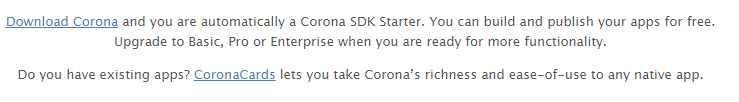 Download Corona and you are automatically a Corona SDK Starter. You can build and publish your apps for free.
Upgrade to Basic, Pro or Enterprise when you are ready for more functionality.
Do you have existing apps? CoronaCards lets you take Corona's richness and ease-of-use to any native app.